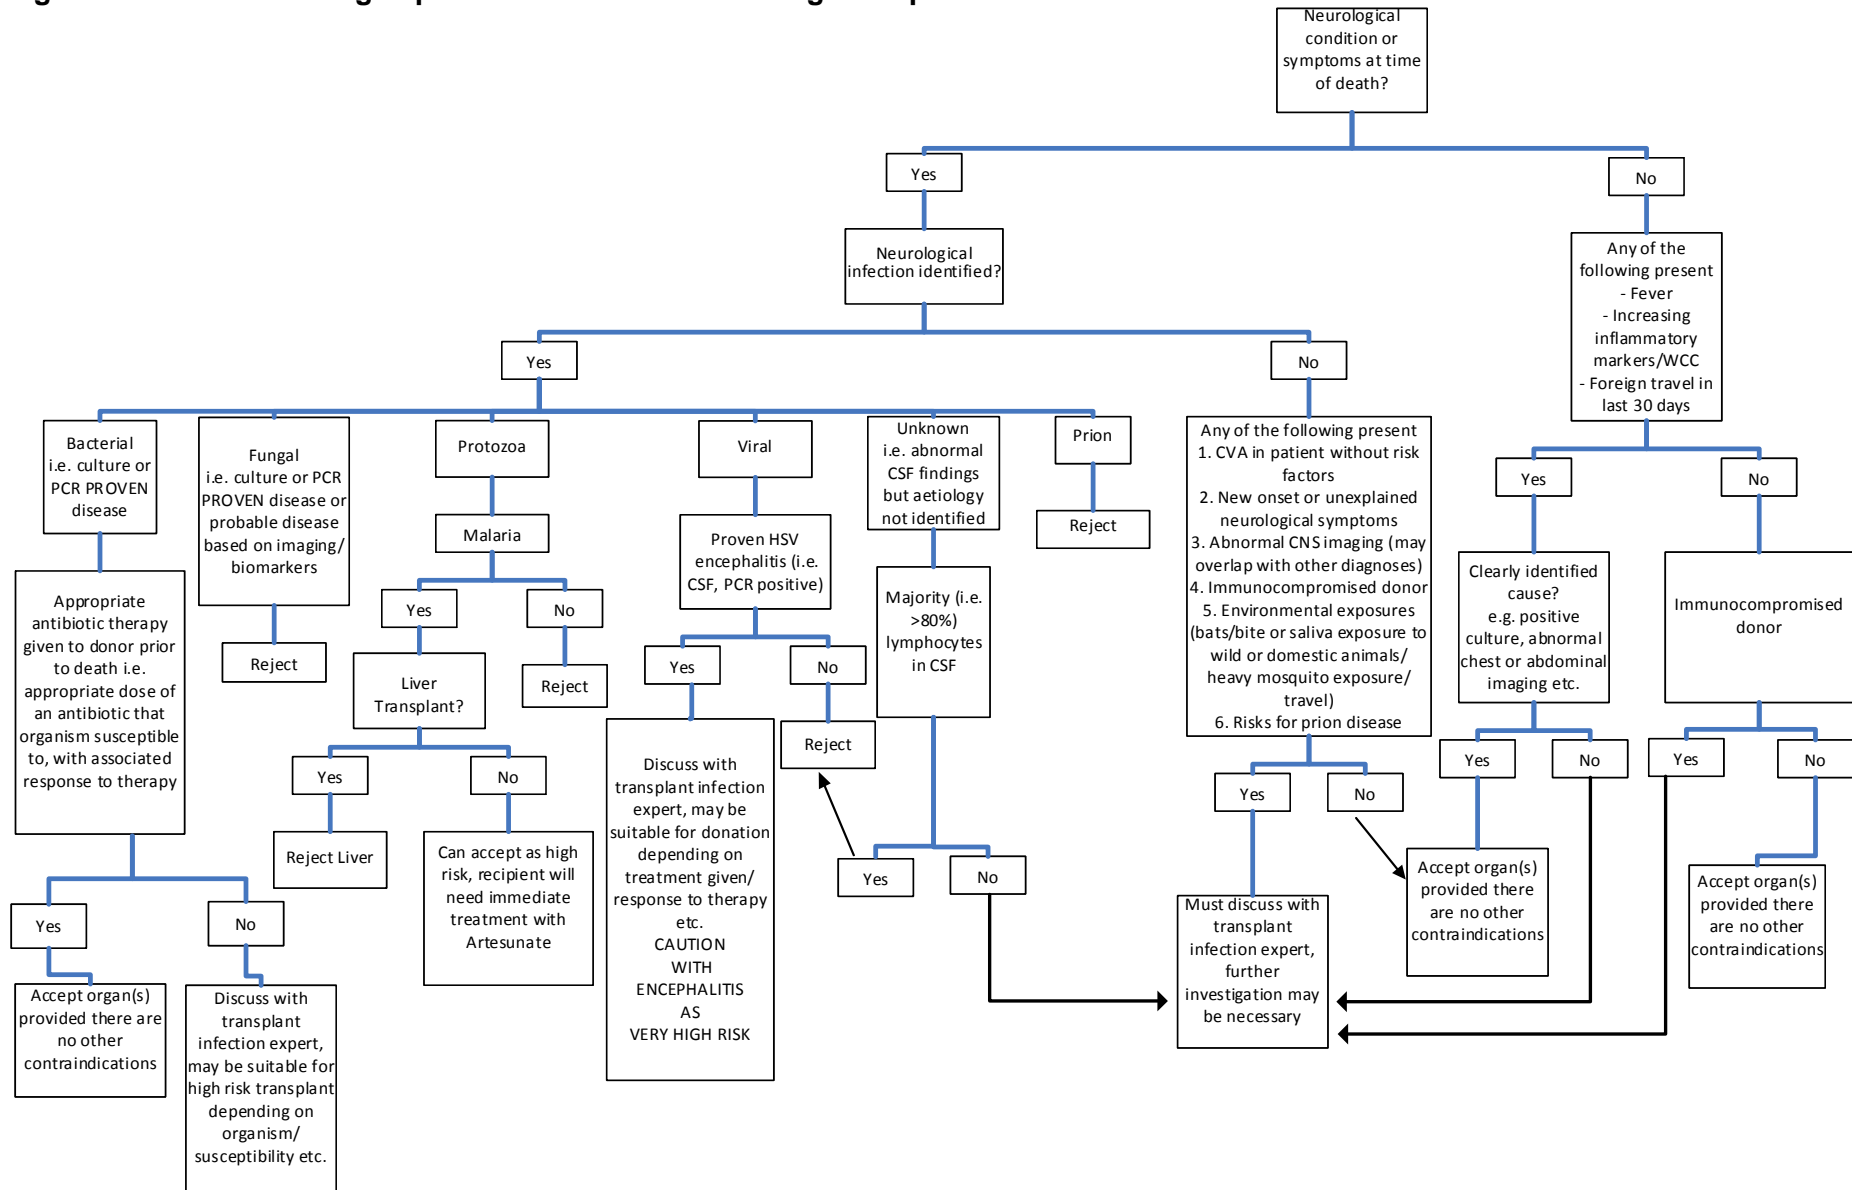 Neurological
condition or
symptoms at time
of death?
Yes
No
Neurological
infection identified?
Any of the
following present
- Fever
- Increasing
inflammatory
markers/WCC
- Foreign travel in
last 30 days
Yes
No
Bacterial
i.e. culture or
PCR PROVEN
disease
Fungal
i.e. culture or PCR
PROVEN disease or
probable disease
based on imaging/
biomarkers
Protozoa
Viral
Unknown
i.e. abnormal
CSF findings
but aetiology
not identified
Prion
Any of the following present
1. CVA in patient without risk
factors
2. New onset or unexplained
neurological symptoms
3. Abnormal CNS imaging (may
overlap with other diagnoses)
4. Immunocompromised donor
5. Environmental exposures
(bats/bite or saliva exposure to
wild or domestic animals/
heavy mosquito exposure/
travel)
6. Risks for prion disease
Yes
No
Reject
Malaria
Proven HSV
encephalitis (i.e.
CSF, PCR positive)
Majority (i.e.
>80%)
lymphocytes
in CSF
Clearly identified
cause?
e.g. positive
culture, abnormal
chest or abdominal
imaging etc.
Immunocompromised
donor
Appropriate
antibiotic therapy
given to donor prior
to death i.e.
appropriate dose of
an antibiotic that
organism susceptible
to, with associated
response to therapy
Reject
Yes
No
Liver
Transplant?
Reject
Yes
No
Reject
Yes
No
Reject Liver
Can accept as high
risk, recipient will
need immediate
treatment with
Artesunate
Discuss with
transplant infection
expert, may be
suitable for donation
depending on
treatment given/
response to therapy
etc.
CAUTION
WITH
ENCEPHALITIS
AS
VERY HIGH RISK
Yes
No
Yes
No
Yes
No
Yes
No
Must discuss with
transplant
infection expert,
further
investigation may
be necessary
Accept organ(s)
provided there
are no other
contraindications
Accept organ(s)
provided there
are no other
contraindications
Yes
No
Accept organ(s)
provided there are
no other
contraindications
Discuss with
transplant
infection expert,
may be suitable for
high risk transplant
depending on
organism/
susceptibility etc.